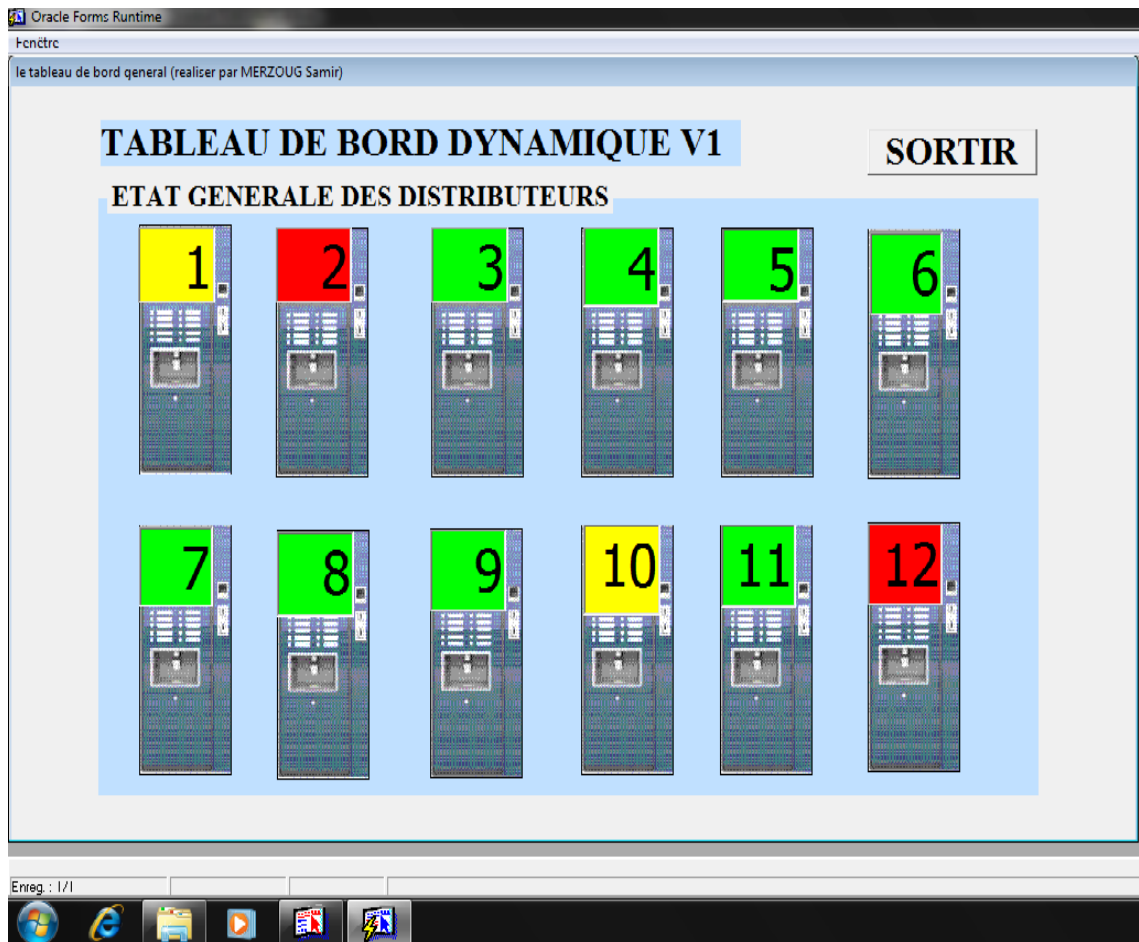 Oracle Forms Runtime
Fenêtre
le tableau de bord general (realiser par MERZOUG Samir)
TABLEAU DE BORD DYNAMIQUE V1
SORTIR
ETAT GENERALE DES DISTRIBUTEURS
1 2 3 4 5 6
7 8 9 10 11 12
Enreg. : 1/1